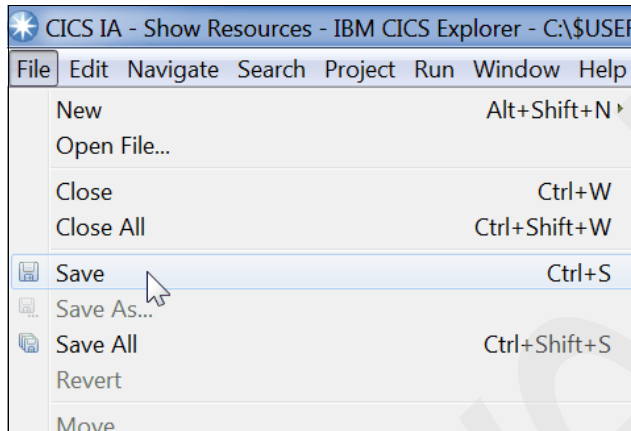 CICS IA - Show Resources - IBM CICS Explorer - C:\$USER
File Edit Navigate Search Project Run Window Help
New Alt+Shift+N
Open File...
Close Ctrl+W
Close All Ctrl+Shift+W
Save Ctrl+S
Save As...
Save All Ctrl+Shift+S
Revert
Move